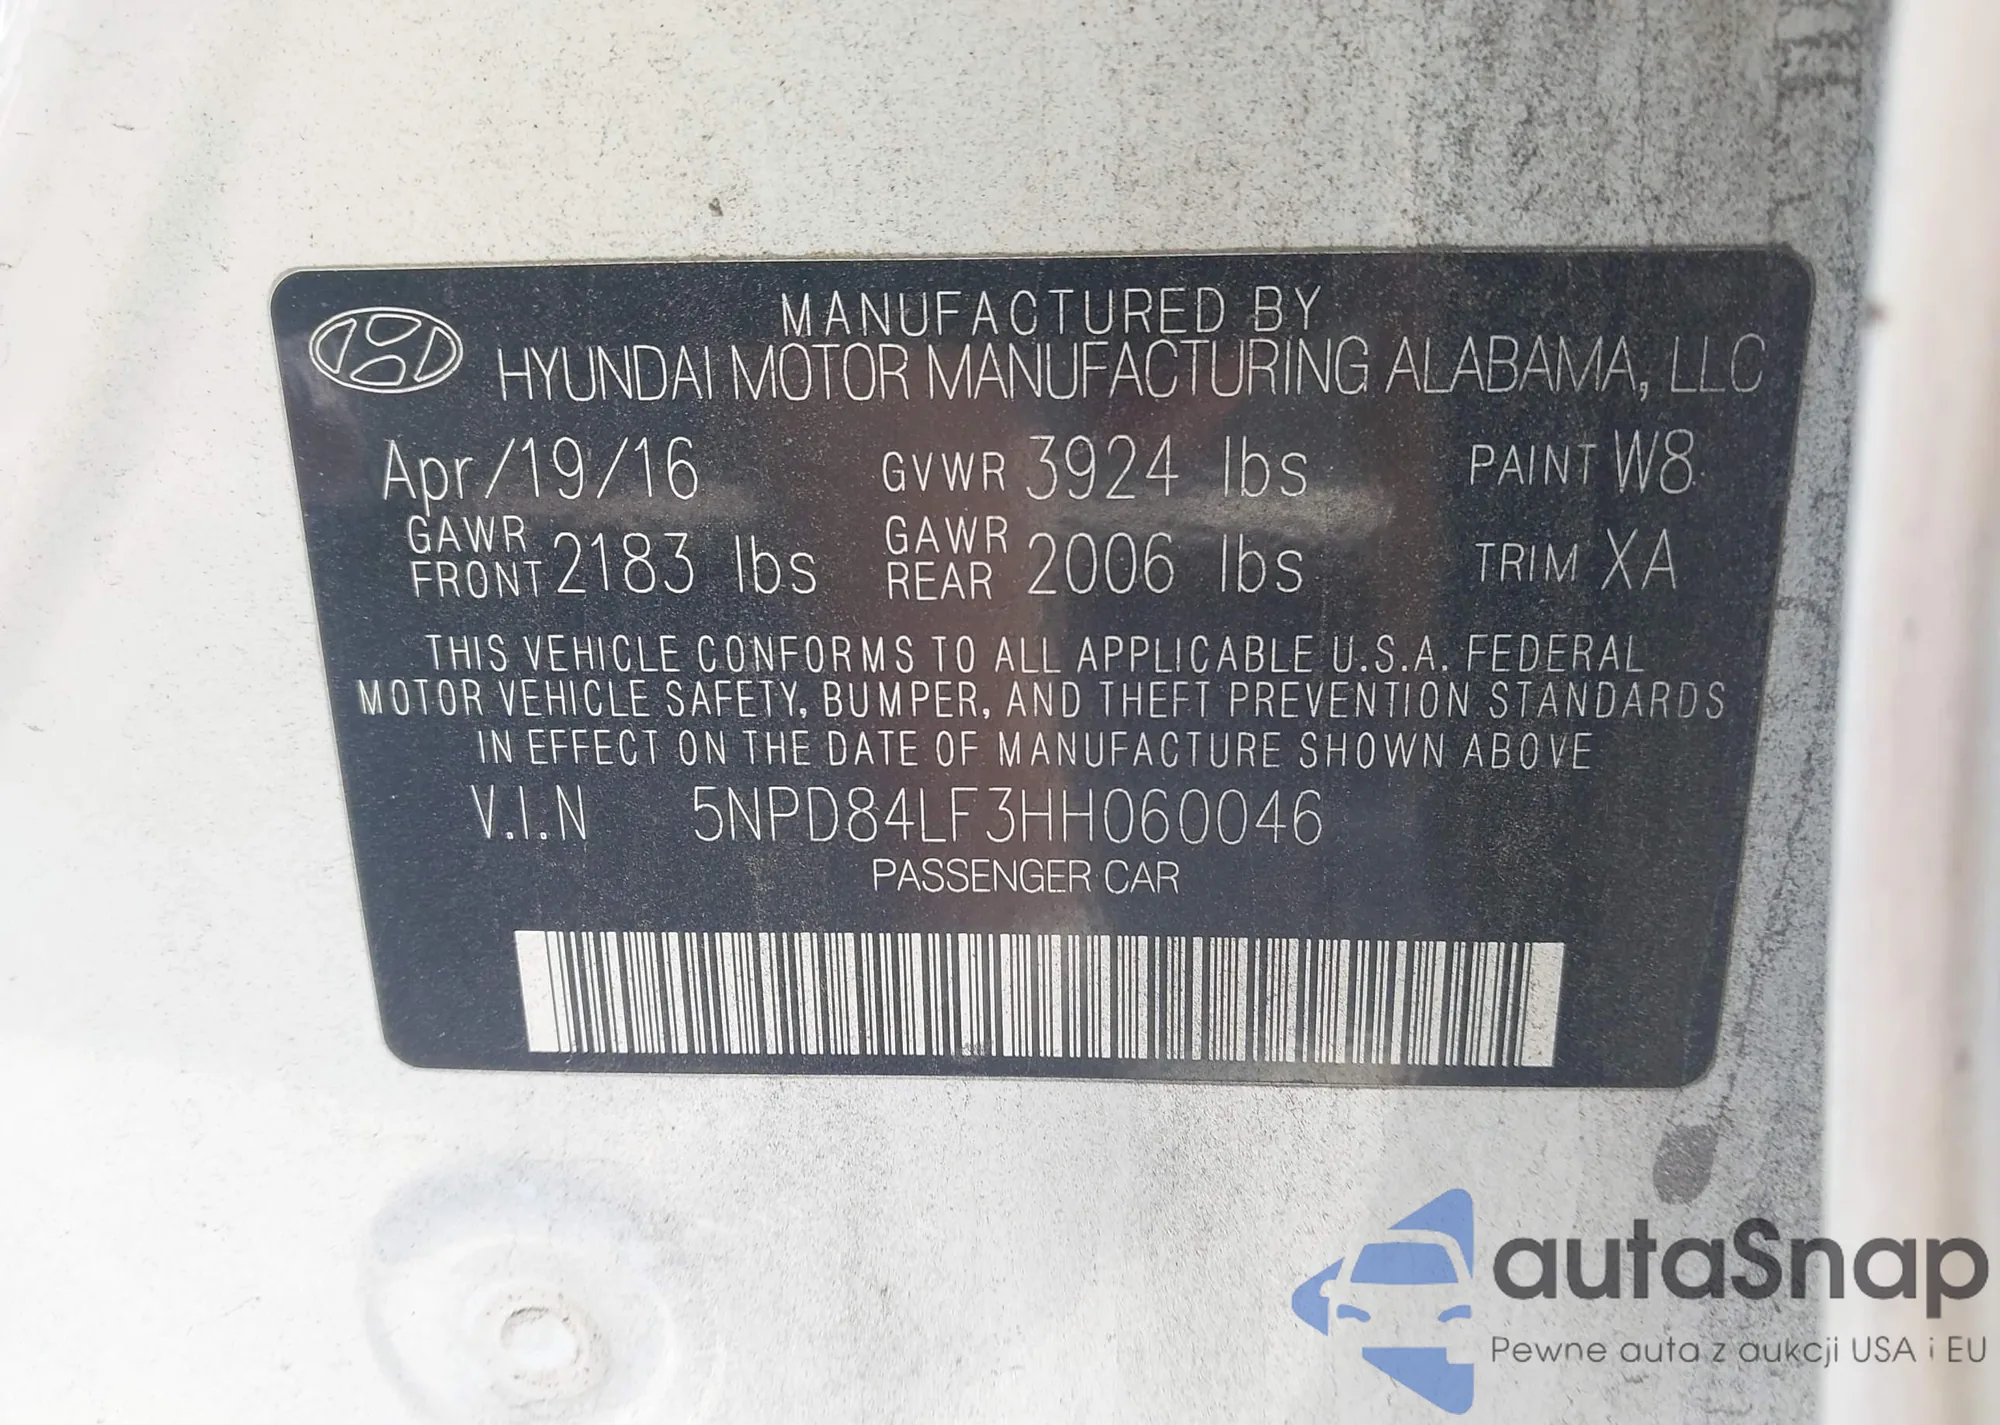 MANUFACTURED BY
HYUNDAI MOTOR MANUFACTURING ALABAMA, LLC
Apr/19/16 GVWR 3924 lbs PAINT W8
GAWR FRONT 2183 lbs GAWR REAR 2006 lbs TRIM XA
THIS VEHICLE CONFORMS TO ALL APPLICABLE U.S.A. FEDERAL
MOTOR VEHICLE SAFETY, BUMPER, AND THEFT PREVENTION STANDARDS
IN EFFECT ON THE DATE OF MANUFACTURE SHOWN ABOVE
V.I.N 5NPD84LF3HH060046
PASSENGER CAR
autaSnap
Pewne auta z aukcji USA i EU